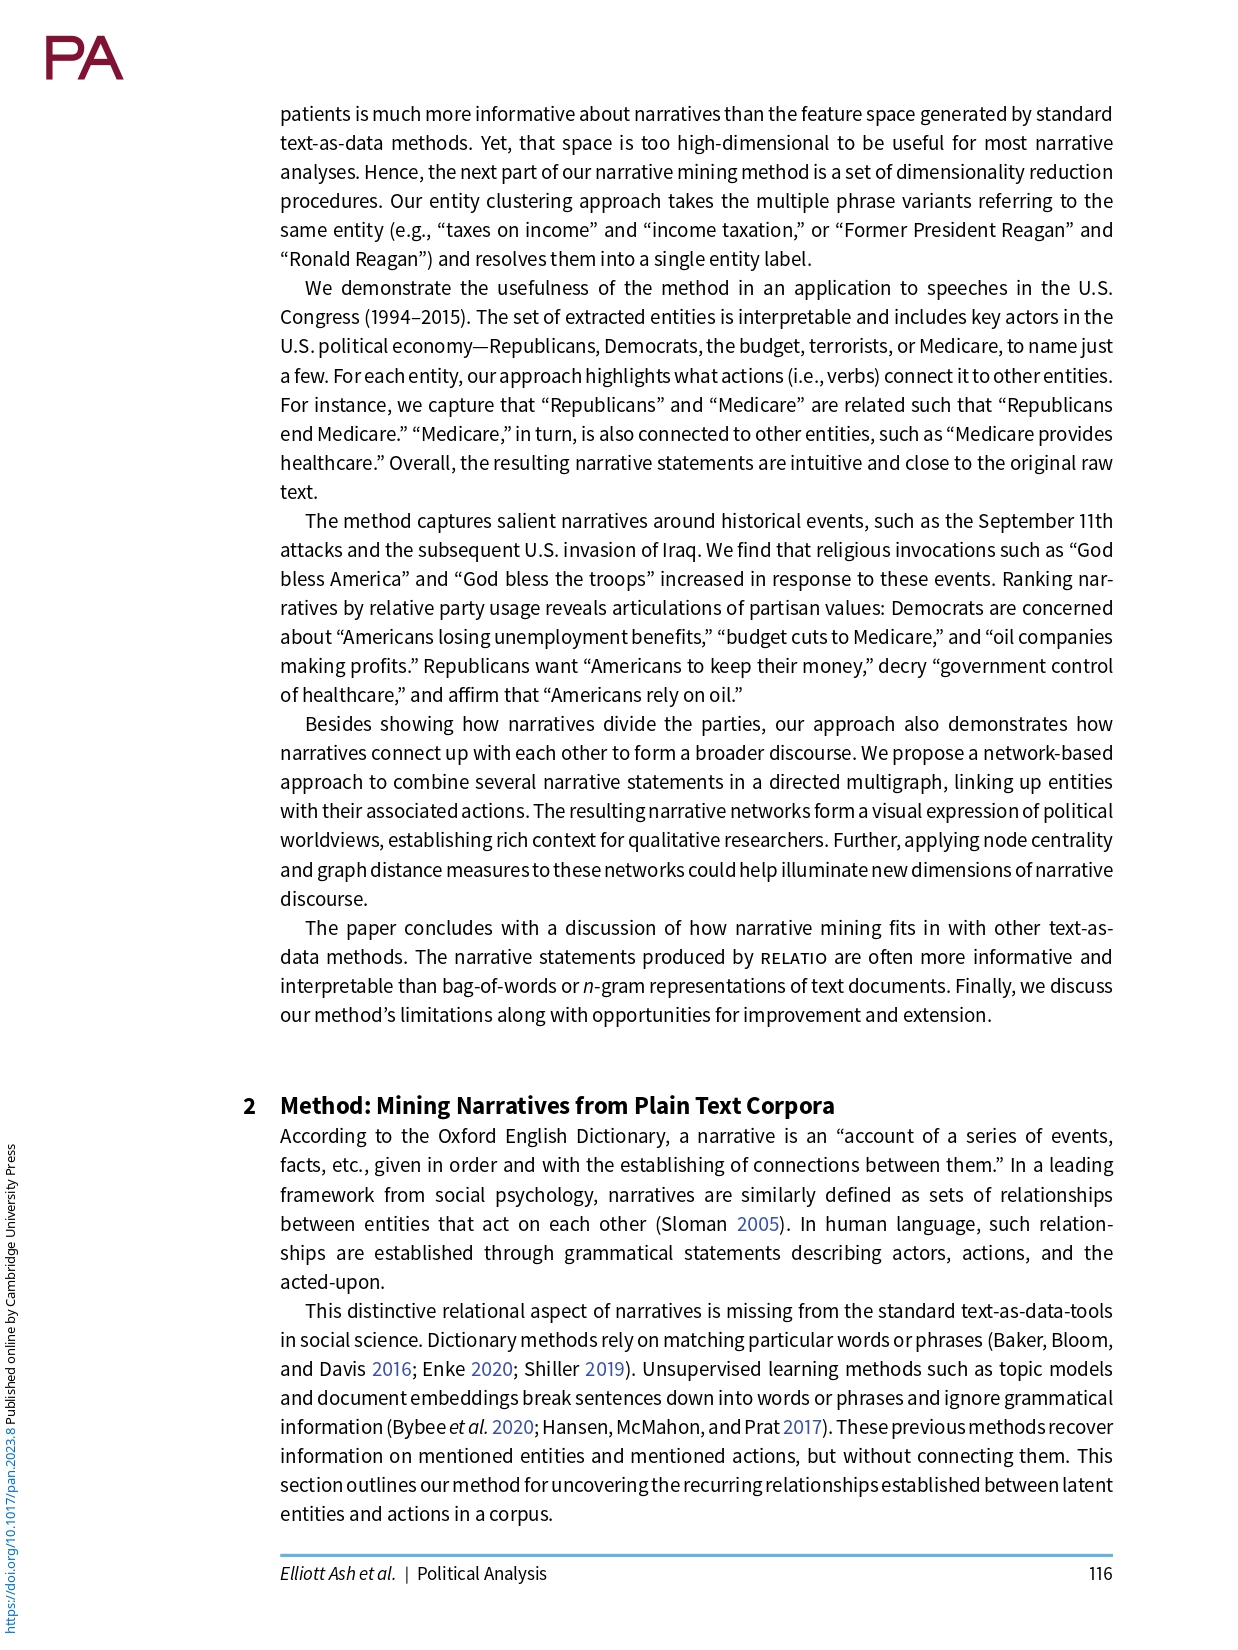 PA
patients is much more informative about narratives than the feature space generated by standard
text-as-data methods. Yet, that space is too high-dimensional to be useful for most narrative
analyses. Hence, the next part of our narrative mining method is a set of dimensionality reduction
procedures. Our entity clustering approach takes the multiple phrase variants referring to the
same entity (e.g., “taxes on income” and “income taxation,” or “Former President Reagan” and
“Ronald Reagan”) and resolves them into a single entity label.
We demonstrate the usefulness of the method in an application to speeches in the U.S.
Congress (1994–2015). The set of extracted entities is interpretable and includes key actors in the
U.S. political economy—Republicans, Democrats, the budget, terrorists, or Medicare, to name just
a few. For each entity, our approach highlights what actions (i.e., verbs) connect it to other entities.
For instance, we capture that “Republicans” and “Medicare” are related such that “Republicans
end Medicare.” “Medicare,” in turn, is also connected to other entities, such as “Medicare provides
healthcare.” Overall, the resulting narrative statements are intuitive and close to the original raw
text.
The method captures salient narratives around historical events, such as the September 11th
attacks and the subsequent U.S. invasion of Iraq. We find that religious invocations such as “God
bless America” and “God bless the troops” increased in response to these events. Ranking nar-
ratives by relative party usage reveals articulations of partisan values: Democrats are concerned
about “Americans losing unemployment benefits,” “budget cuts to Medicare,” and “oil companies
making profits.” Republicans want “Americans to keep their money,” decry “government control
of healthcare,” and affirm that “Americans rely on oil.”
Besides showing how narratives divide the parties, our approach also demonstrates how
narratives connect up with each other to form a broader discourse. We propose a network-based
approach to combine several narrative statements in a directed multigraph, linking up entities
with their associated actions. The resulting narrative networks form a visual expression of political
worldviews, establishing rich context for qualitative researchers. Further, applying node centrality
and graph distance measures to these networks could help illuminate new dimensions of narrative
discourse.
The paper concludes with a discussion of how narrative mining fits in with other text-as-
data methods. The narrative statements produced by RELATIO are often more informative and
interpretable than bag-of-words or n-gram representations of text documents. Finally, we discuss
our method’s limitations along with opportunities for improvement and extension.
2 Method: Mining Narratives from Plain Text Corpora
According to the Oxford English Dictionary, a narrative is an “account of a series of events,
facts, etc., given in order and with the establishing of connections between them.” In a leading
framework from social psychology, narratives are similarly defined as sets of relationships
between entities that act on each other (Sloman 2005). In human language, such relation-
ships are established through grammatical statements describing actors, actions, and the
acted-upon.
This distinctive relational aspect of narratives is missing from the standard text-as-data-tools
in social science. Dictionary methods rely on matching particular words or phrases (Baker, Bloom,
and Davis 2016; Enke 2020; Shiller 2019). Unsupervised learning methods such as topic models
and document embeddings break sentences down into words or phrases and ignore grammatical
information (Bybee et al. 2020; Hansen, McMahon, and Prat 2017). These previous methods recover
information on mentioned entities and mentioned actions, but without connecting them. This
section outlines our method for uncovering the recurring relationships established between latent
entities and actions in a corpus.
Elliott Ash et al. | Political Analysis 116
https://doi.org/10.1017/pan.2023.8 Published online by Cambridge University Press